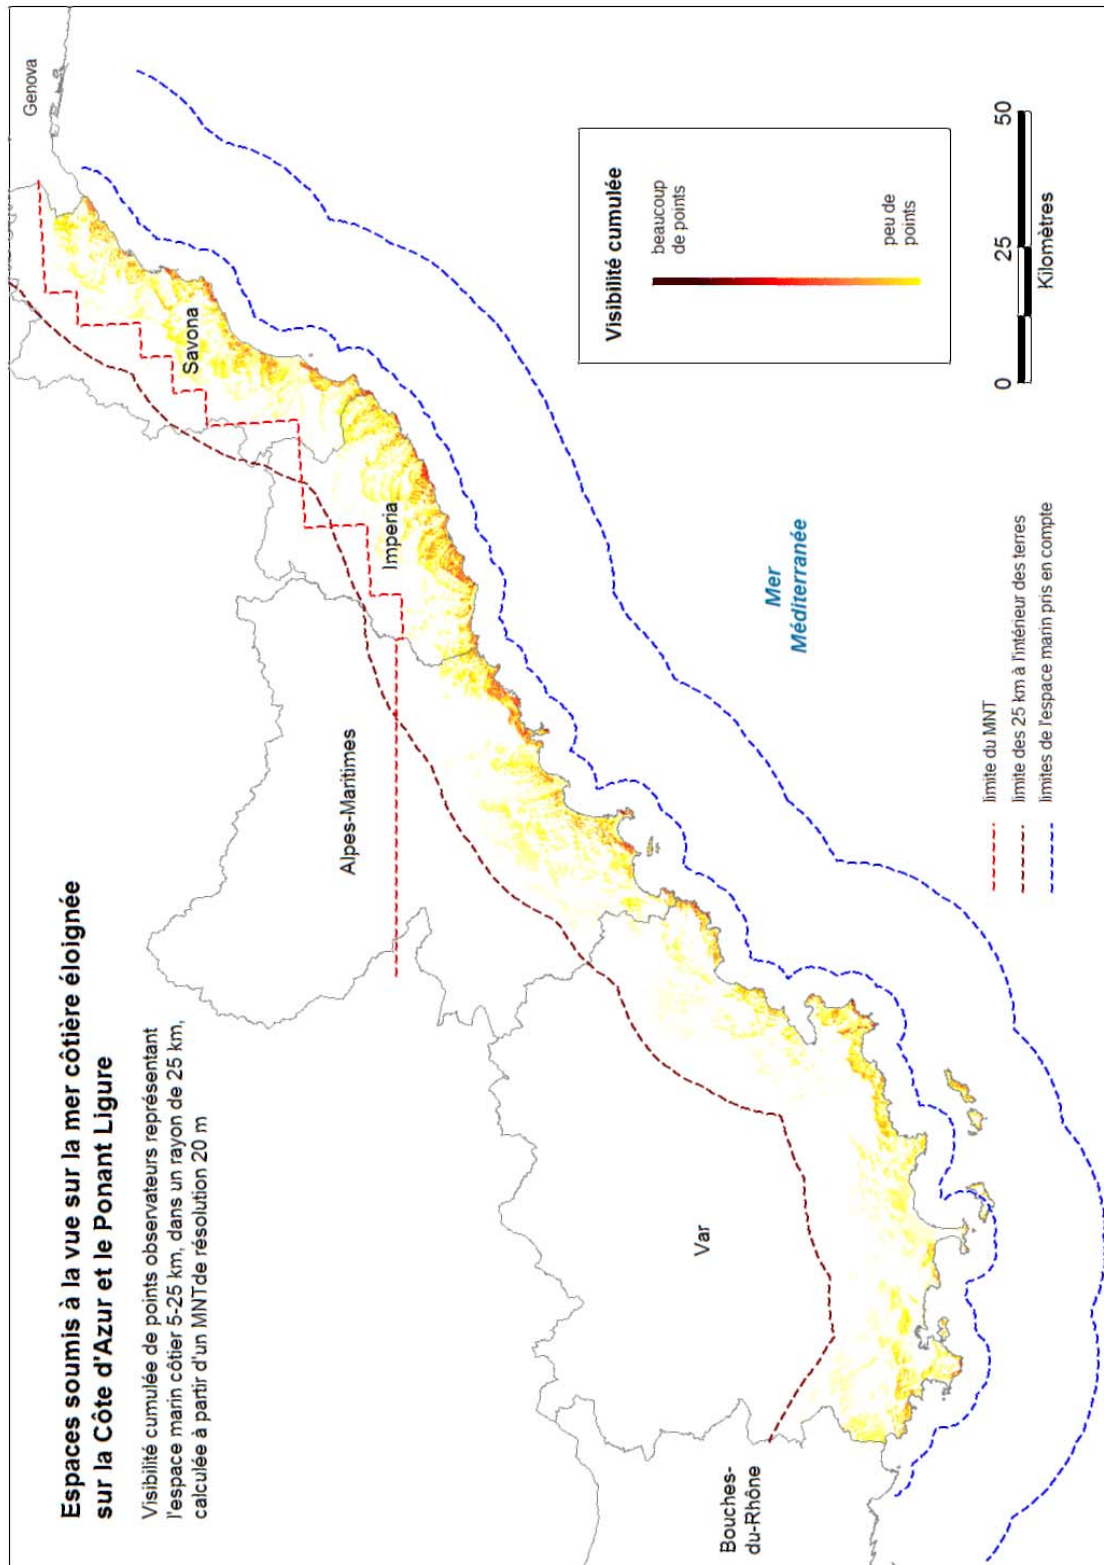 Espaces soumis à la vue sur la mer côtière éloignée
sur la Côte d'Azur et le Ponant Ligure
Visibilité cumulée de points observateurs représentant
l'espace marin côtier 5-25 km, dans un rayon de 25 km,
calculée à partir d'un MNT de résolution 20 m
Genova
Savona
Imperia
Alpes-Maritimes
Var
Bouches-
du-Rhône
Mer
Méditerranée
Visibilité cumulée
beaucoup
de points
peu de
points
limite du MNT
limite des 25 km à l'intérieur des terres
limites de l'espace marin pris en compte
0 25 50
Kilomètres